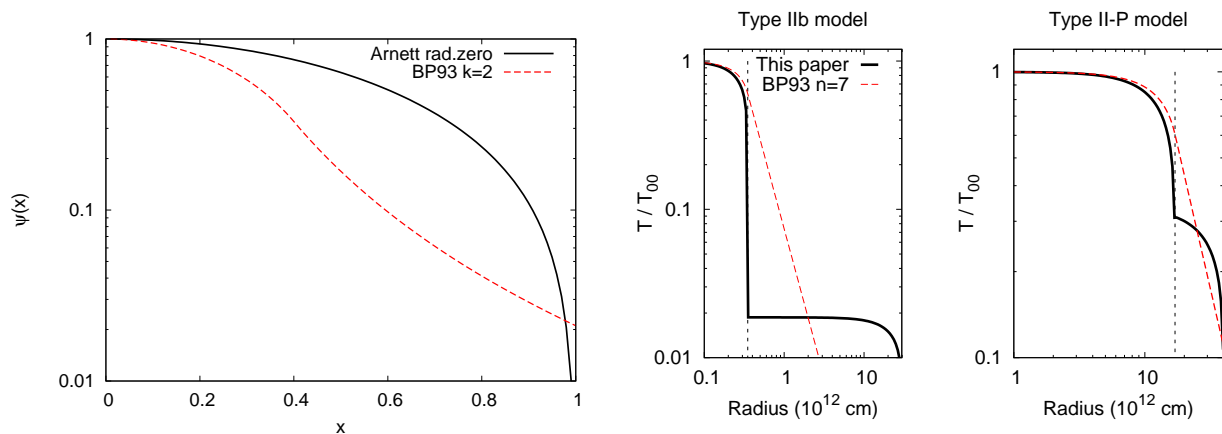 Arnett rad.zero
BP93 k=2
ψ(x)
1
0.1
0.01
0
0.2
0.4
0.6
0.8
1
x
Type IIb model
This paper
BP93 n=7
T / T00
1
0.1
0.01
0.1
1
10
Radius (10^12 cm)
Type II-P model
T / T00
1
0.1
1
10
Radius (10^12 cm)